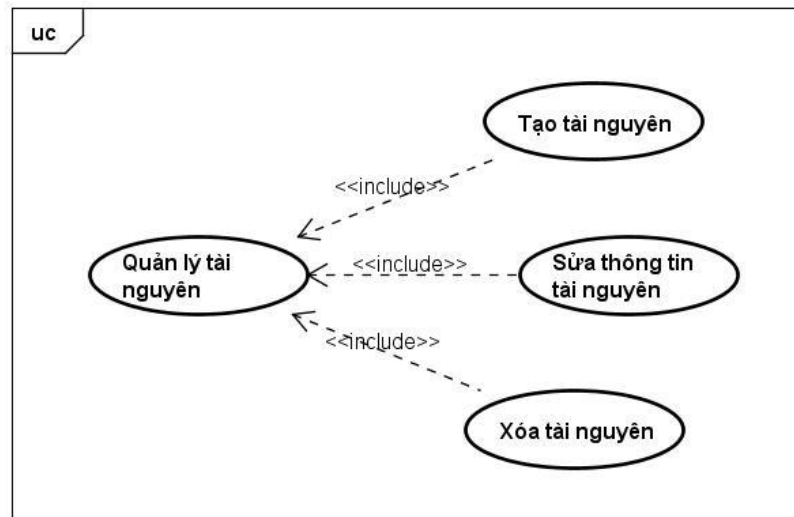 uc
Tạo tài nguyên
<<include>>
Quản lý tài
nguyên
<<include>>
Sửa thông tin
tài nguyên
<<include>>
Xóa tài nguyên